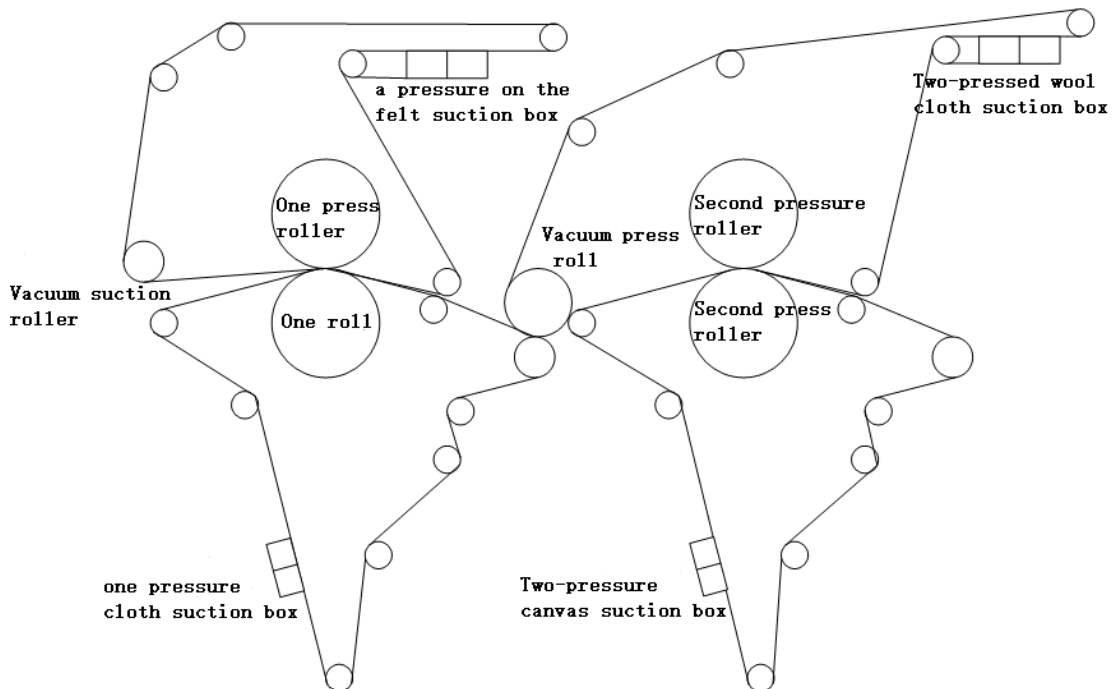 a pressure on the
felt suction box
Two-pressed wool
cloth suction box
One press
roller
Second pressure
roller
Vacuum press
roll
Vacuum suction
roller
One roll
Second press
roller
one pressure
cloth suction box
Two-pressure
canvas suction box